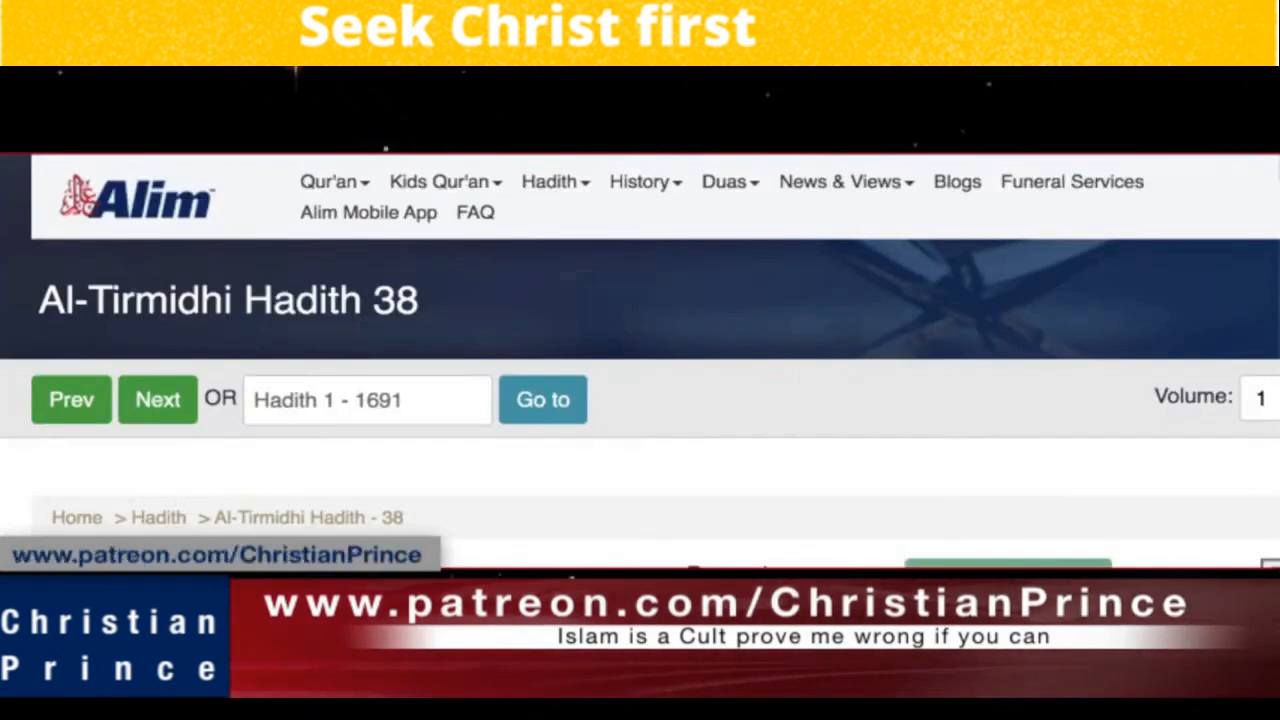 Seek Christ first
Alim
Qur'an Kids Qur'an Hadith History Duas News & Views Blogs Funeral Services
Alim Mobile App FAQ
Al-Tirmidhi Hadith 38
Prev Next OR Hadith 1 - 1691 Go to Volume: 1
Home > Hadith > Al-Tirmidhi Hadith - 38
www.patreon.com/ChristianPrince
Christian
Prince
www.patreon.com/ChristianPrince
Islam is a Cult prove me wrong if you can